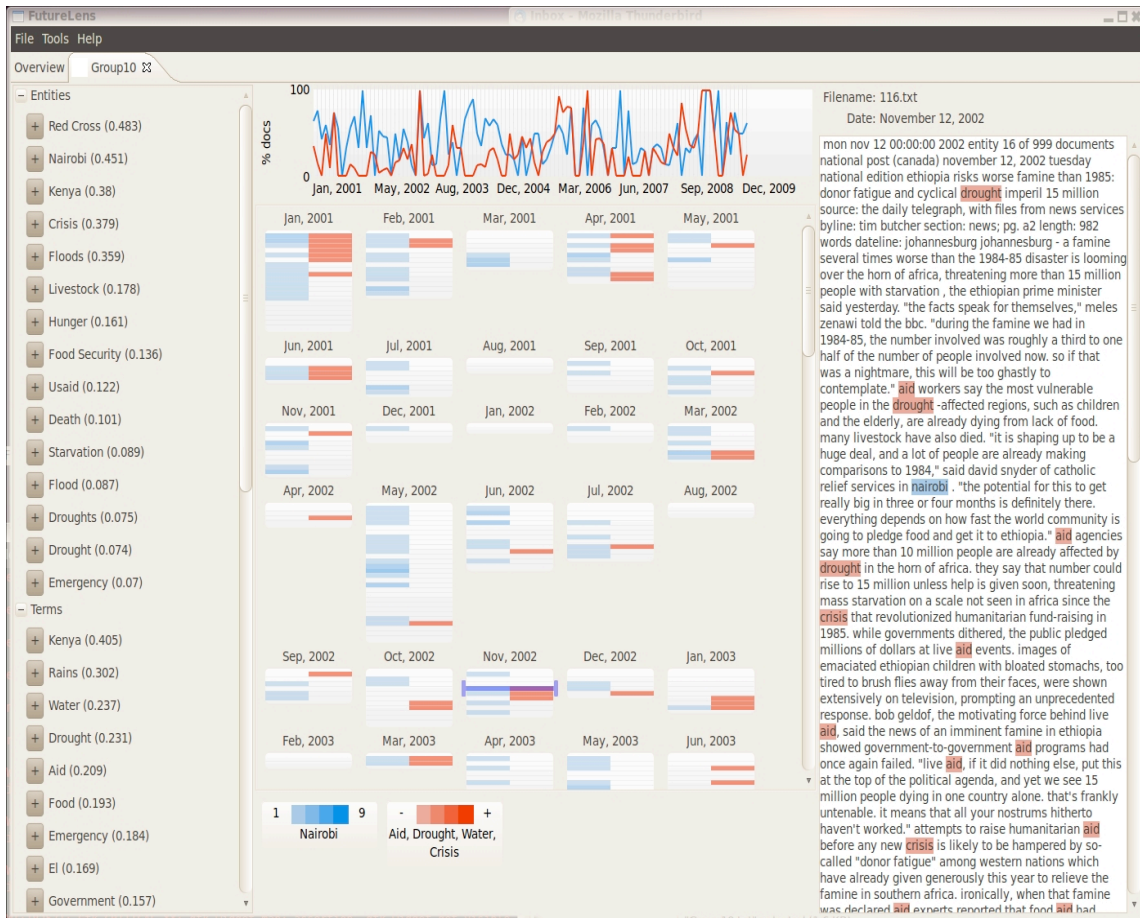 FutureLens
Inbox - Mozilla Thunderbird
File Tools Help
Overview
Group10
Entities
Red Cross (0.483)
Nairobi (0.451)
Kenya (0.38)
Crisis (0.379)
Floods (0.359)
Livestock (0.178)
Hunger (0.161)
Food Security (0.136)
Usaid (0.122)
Death (0.101)
Starvation (0.089)
Flood (0.087)
Droughts (0.075)
Drought (0.074)
Emergency (0.07)
Terms
Kenya (0.405)
Rains (0.302)
Water (0.237)
Drought (0.231)
Aid (0.209)
Food (0.193)
Emergency (0.184)
El (0.169)
Government (0.157)
100
% docs
0
Jan, 2001 May, 2002 Aug, 2003 Dec, 2004 Mar, 2006 Jun, 2007 Sep, 2008 Dec, 2009
Jan, 2001 Feb, 2001 Mar, 2001 Apr, 2001 May, 2001
Jun, 2001 Jul, 2001 Aug, 2001 Sep, 2001 Oct, 2001
Nov, 2001 Dec, 2001 Jan, 2002 Feb, 2002 Mar, 2002
Apr, 2002 May, 2002 Jun, 2002 Jul, 2002 Aug, 2002
Sep, 2002 Oct, 2002 Nov, 2002 Dec, 2002 Jan, 2003
Feb, 2003 Mar, 2003 Apr, 2003 May, 2003 Jun, 2003
1 9
Nairobi
- +
Aid, Drought, Water,
Crisis
Filename: 116.txt
Date: November 12, 2002
mon nov 12 00:00:00 2002 entity 16 of 999 documents
national post (canada) november 12, 2002 tuesday
national edition ethiopia risks worse famine than 1985:
donor fatigue and cyclical drought imperil 15 million
source: the daily telegraph, with files from news services
byline: tim butcher section: news; pg. a2 length: 982
words dateline: johannesburg johannesburg - a famine
several times worse than the 1984-85 disaster is looming
over the horn of africa, threatening more than 15 million
people with starvation , the ethiopian prime minister
said yesterday. "the facts speak for themselves," meles
zenawi told the bbc. "during the famine we had in
1984-85, the number involved was roughly a third to one
half of the number of people involved now. so if that
was a nightmare, this will be too ghastly to
contemplate." aid workers say the most vulnerable
people in the drought -affected regions, such as children
and the elderly, are already dying from lack of food.
many livestock have also died. "it is shaping up to be a
huge deal, and a lot of people are already making
comparisons to 1984," said david snyder of catholic
relief services in nairobi . "the potential for this to get
really big in three or four months is definitely there.
everything depends on how fast the world community is
going to pledge food and get it to ethiopia." aid agencies
say more than 10 million people are already affected by
drought in the horn of africa. they say that number could
rise to 15 million unless help is given soon, threatening
mass starvation on a scale not seen in africa since the
crisis that revolutionized humanitarian fund-raising in
1985. while governments dithered, the public pledged
millions of dollars at live aid events. images of
emaciated ethiopian children with bloated stomachs, too
tired to brush flies away from their faces, were shown
extensively on television, prompting an unprecedented
response. bob geldof, the motivating force behind live
aid, said the news of an imminent famine in ethiopia
showed government-to-government aid programs had
once again failed. "live aid, if it did nothing else, put this
at the top of the political agenda, and yet we see 15
million people dying in one country alone. that's frankly
untenable. it means that all your nostrums hitherto
haven't worked." attempts to raise humanitarian aid
before any new crisis is likely to be hampered by so-
called "donor fatigue" among western nations which
have already given generously this year to relieve the
famine in southern africa. ironically, when that famine
was declared aid experts reported that food aid had